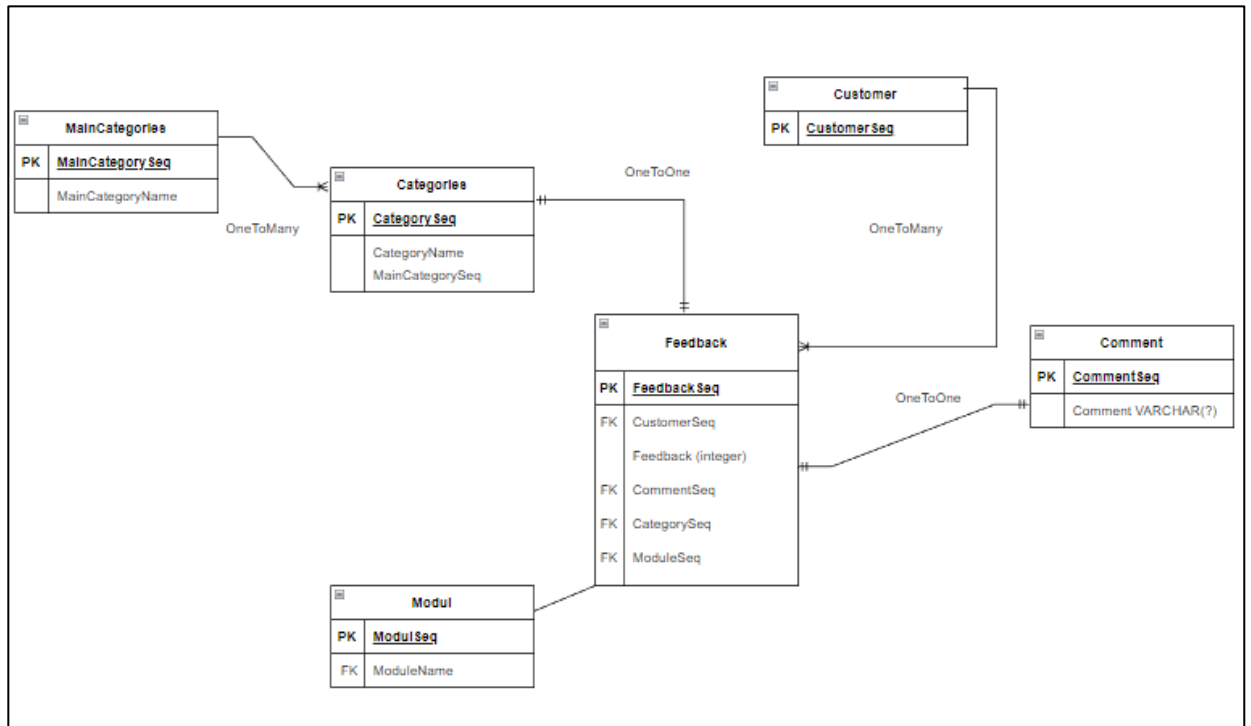 Customer
PK CustomerSeq
MainCategories
PK MainCategorySeq
MainCategoryName
OneToMany
Categories
PK CategorySeq
CategoryName
MainCategorySeq
OneToOne
OneToMany
Feedback
PK FeedbackSeq
FK CustomerSeq
Feedback (integer)
FK CommentSeq
FK CategorySeq
FK ModuleSeq
OneToOne
Comment
PK CommentSeq
Comment VARCHAR(?)
Modul
PK ModulSeq
FK ModuleName